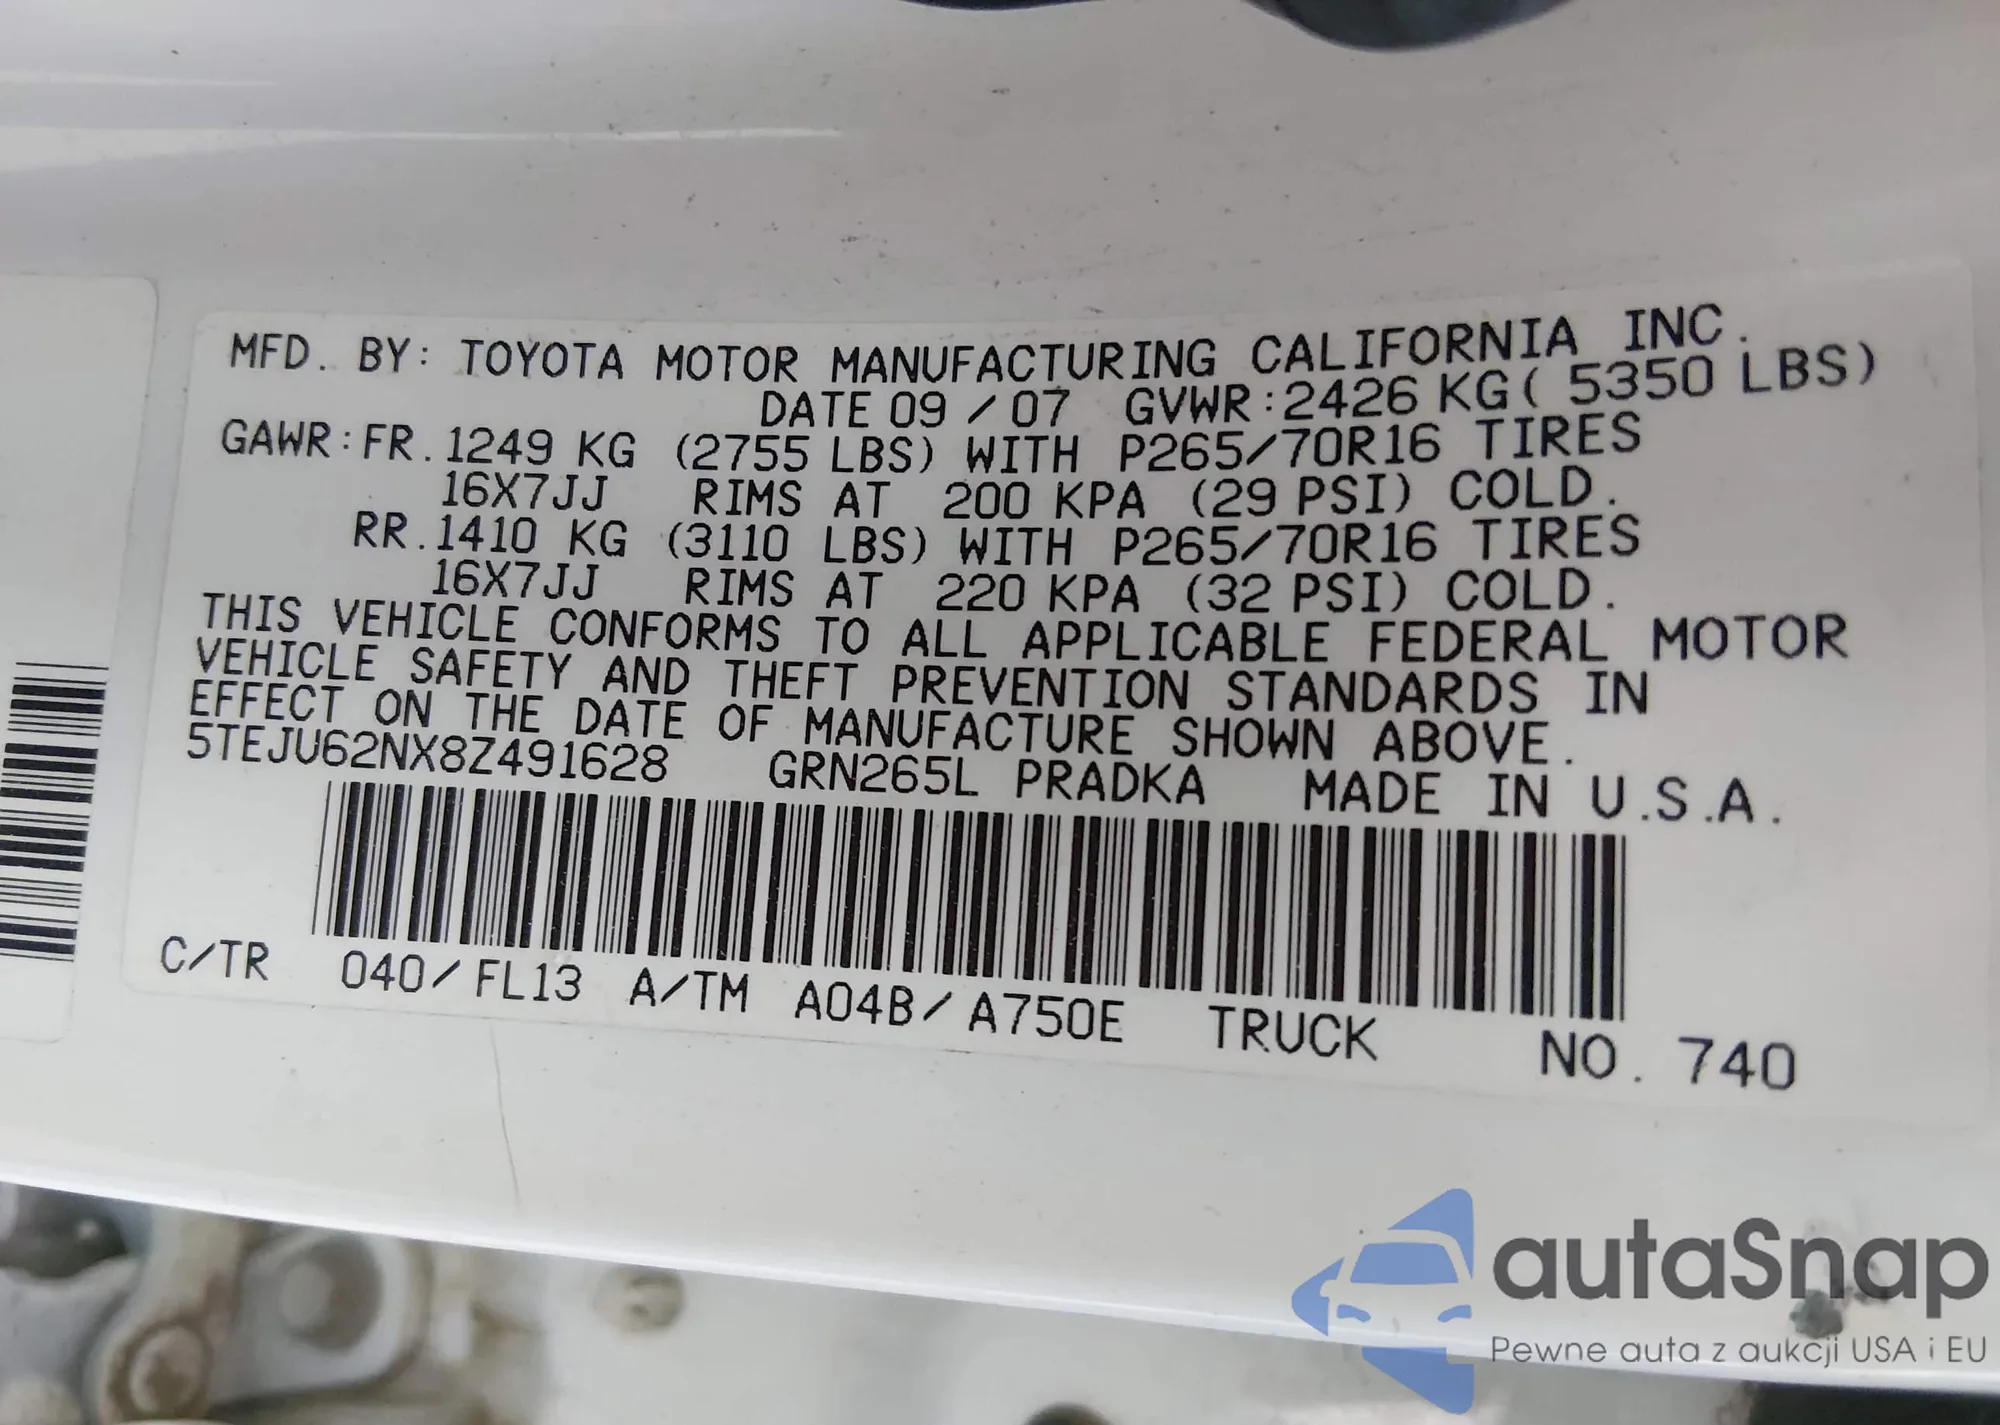 MFD. BY: TOYOTA MOTOR MANUFACTURING CALIFORNIA INC.
DATE 09 / 07 GVWR:2426 KG( 5350 LBS)
GAWR:FR. 1249 KG (2755 LBS) WITH P265/70R16 TIRES
16X7JJ RIMS AT 200 KPA (29 PSI) COLD.
RR. 1410 KG (3110 LBS) WITH P265/70R16 TIRES
16X7JJ RIMS AT 220 KPA (32 PSI) COLD.
THIS VEHICLE CONFORMS TO ALL APPLICABLE FEDERAL MOTOR
VEHICLE SAFETY AND THEFT PREVENTION STANDARDS IN
EFFECT ON THE DATE OF MANUFACTURE SHOWN ABOVE.
5TEJU62NX8Z491628 GRN265L PRADKA MADE IN U.S.A.
C/TR 040/FL13 A/TM A04B/A750E TRUCK NO. 740
autaSnap
Pewne auta z aukcji USA i EU